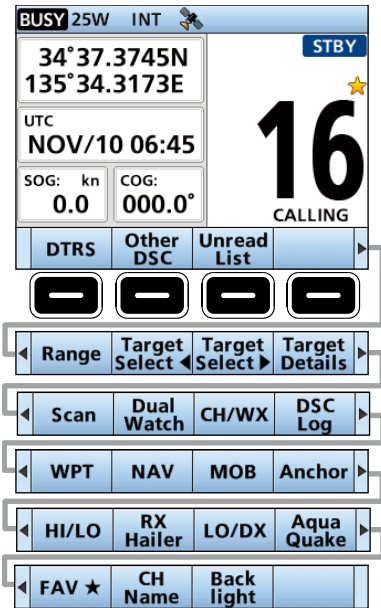 BUSY 25W INT
STBY
34°37.3745N
135°34.3173E
UTC
NOV/10 06:45
SOG: kn COG:
0.0 000.0°
16
CALLING
DTRS Other DSC Unread List
Range Target Select ◀ Target Select ▶ Target Details
Scan Dual Watch CH/WX DSC Log
WPT NAV MOB Anchor
HI/LO RX Hailer LO/DX Aqua Quake
FAV ★ CH Name Back light